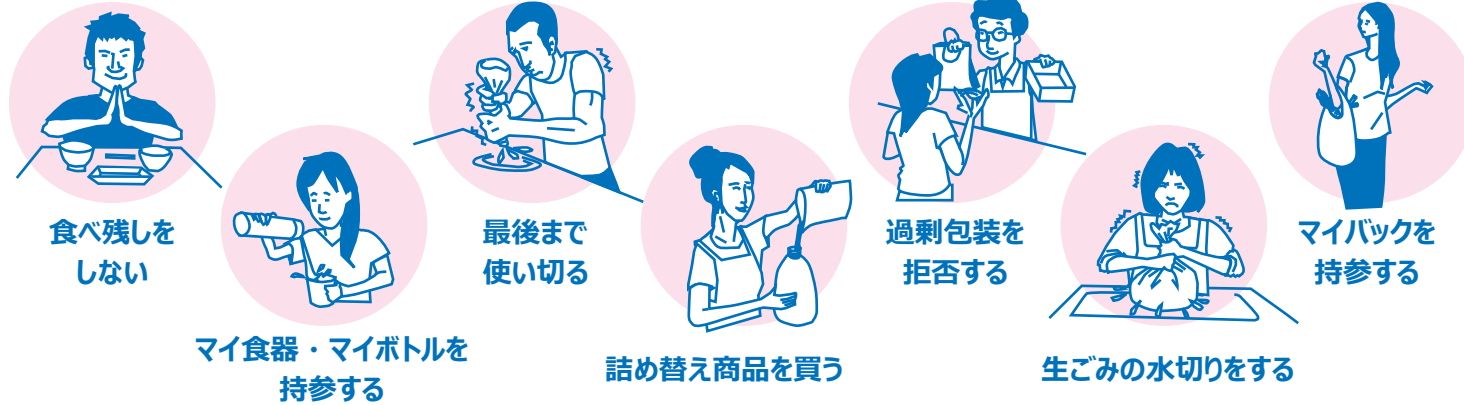 食べ残しを
しない
マイ食器・マイボトルを
持参する
最後まで
使い切る
詰め替え商品を買う
過剰包装を
拒否する
生ごみの水切りをする
マイバックを
持参する